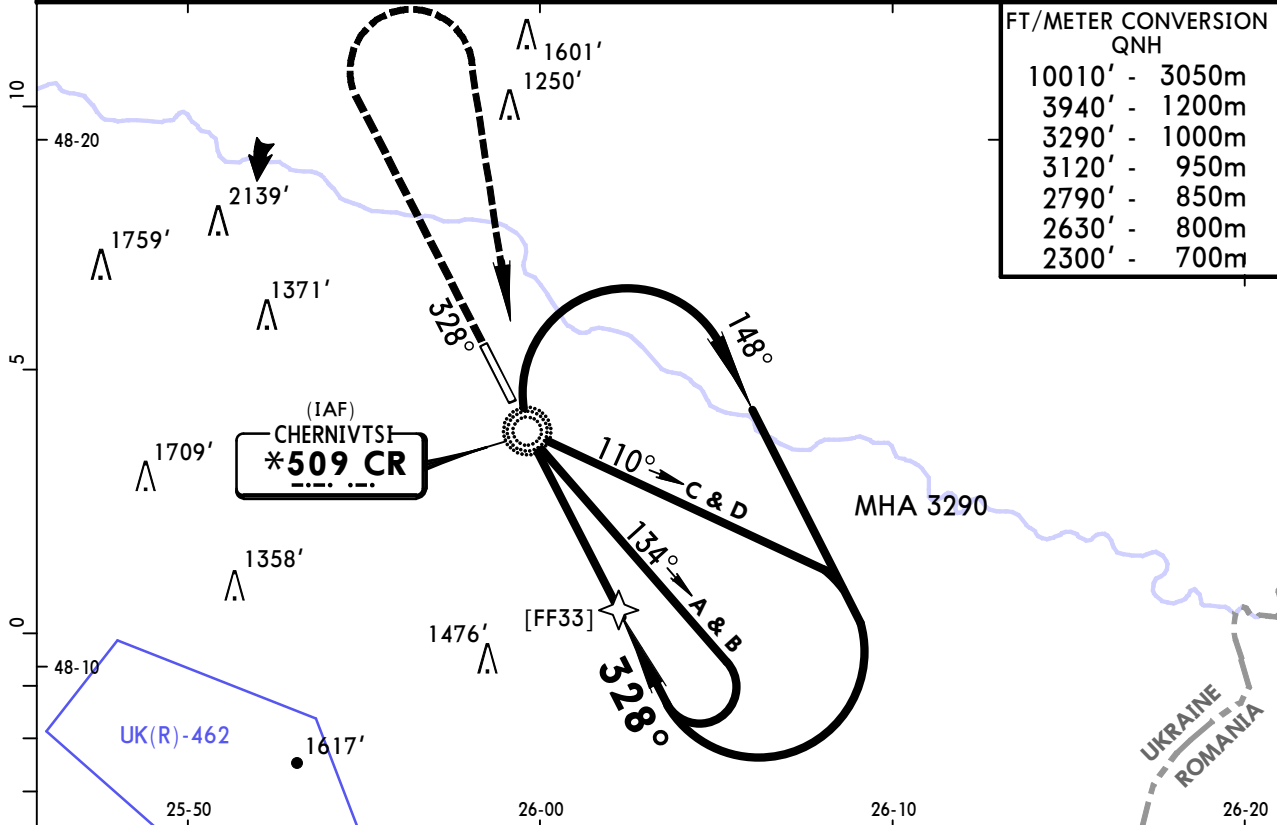 FT/METER CONVERSION
QNH
10010' - 3050m
3940' - 1200m
3290' - 1000m
3120' - 950m
2790' - 850m
2630' - 800m
2300' - 700m
1601'
1250'
10
48-20
2139'
1759'
1371'
328°
148°
5
(IAF)
CHERNIVTSI
*509 CR
1709'
110° C & D
MHA 3290
134° A & B
1358'
[FF33]
0
1476'
48-10
328°
UK(R)-462
1617'
UKRAINE
ROMANIA
25-50
26-00
26-10
26-20